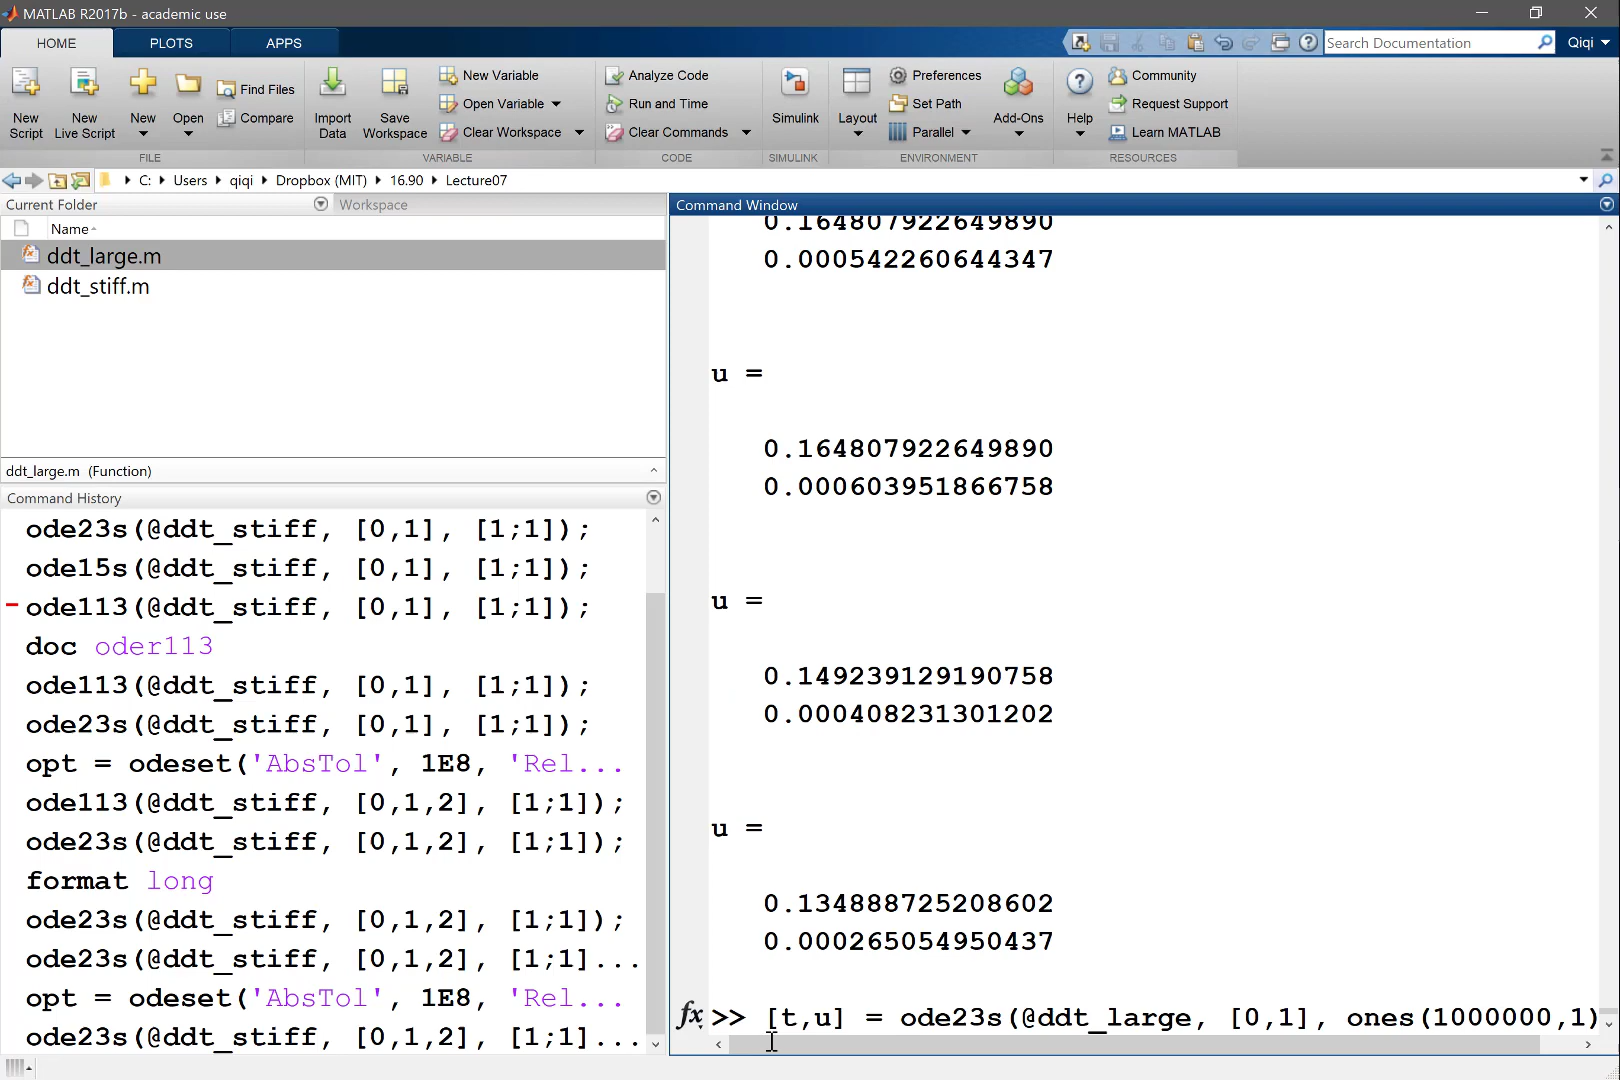 MATLAB R2017b - academic use
HOME PLOTS APPS
Search Documentation Qiqi
New Script
New Live Script
New
Open
Find Files
Compare
FILE
Import Data
Save Workspace
New Variable
Open Variable
Clear Workspace
VARIABLE
Analyze Code
Run and Time
Clear Commands
CODE
Simulink
SIMULINK
Layout
Preferences
Set Path
Parallel
Add-Ons
ENVIRONMENT
Help
Community
Request Support
Learn MATLAB
RESOURCES
C: Users qiqi Dropbox (MIT) 16.90 Lecture07
Current Folder Workspace
Name
ddt_large.m
ddt_stiff.m
ddt_large.m (Function)
Command History
ode23s(@ddt_stiff, [0,1], [1;1]);
ode15s(@ddt_stiff, [0,1], [1;1]);
ode113(@ddt_stiff, [0,1], [1;1]);
doc oder113
ode113(@ddt_stiff, [0,1], [1;1]);
ode23s(@ddt_stiff, [0,1], [1;1]);
opt = odeset('AbsTol', 1E8, 'Rel...
ode113(@ddt_stiff, [0,1,2], [1;1]);
ode23s(@ddt_stiff, [0,1,2], [1;1]);
format long
ode23s(@ddt_stiff, [0,1,2], [1;1]);
ode23s(@ddt_stiff, [0,1,2], [1;1]...
opt = odeset('AbsTol', 1E8, 'Rel...
ode23s(@ddt_stiff, [0,1,2], [1;1]...
Command Window
0.164807922649890
0.000542260644347
u =
0.164807922649890
0.000603951866758
u =
0.149239129190758
0.000408231301202
u =
0.134888725208602
0.000265054950437
fx >> [t,u] = ode23s(@ddt_large, [0,1], ones(1000000,1)